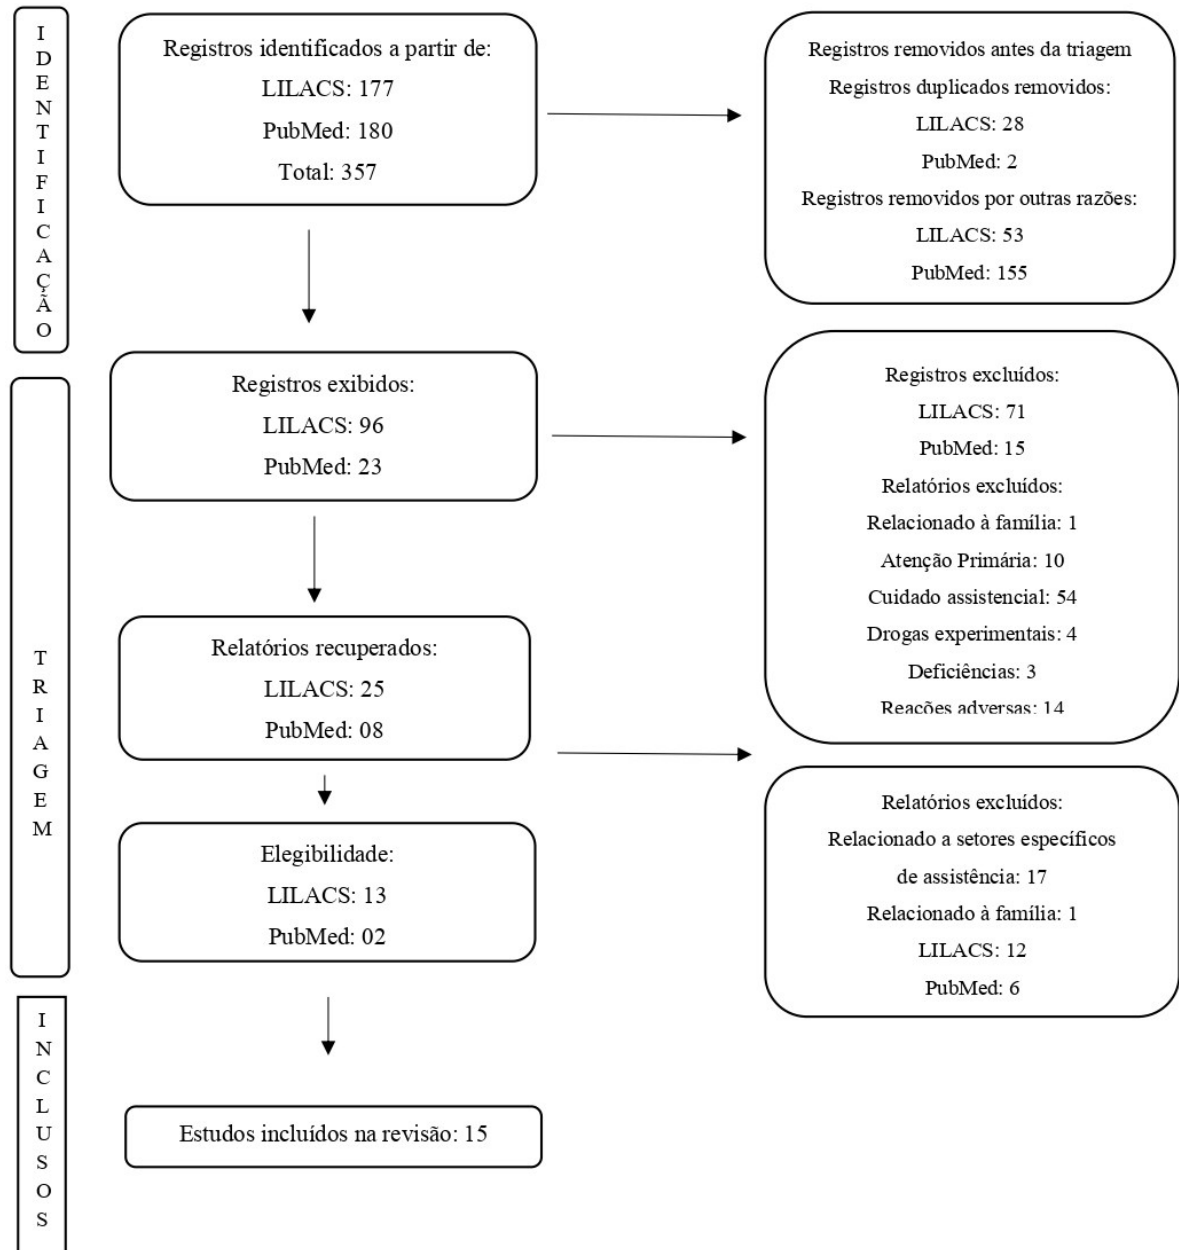 IDENTIFICAÇÃO
Registros identificados a partir de:
LILACS: 177
PubMed: 180
Total: 357
Registros removidos antes da triagem
Registros duplicados removidos:
LILACS: 28
PubMed: 2
Registros removidos por outras razões:
LILACS: 53
PubMed: 155
TRIAGEM
Registros exibidos:
LILACS: 96
PubMed: 23
Registros excluídos:
LILACS: 71
PubMed: 15
Relatórios excluídos:
Relacionado à família: 1
Atenção Primária: 10
Cuidado assistencial: 54
Drogas experimentais: 4
Deficiências: 3
Reações adversas: 14
Relatórios recuperados:
LILACS: 25
PubMed: 08
Relatórios excluídos:
Relacionado a setores específicos
de assistência: 17
Relacionado à família: 1
LILACS: 12
PubMed: 6
Elegibilidade:
LILACS: 13
PubMed: 02
INCLUSOS
Estudos incluídos na revisão: 15